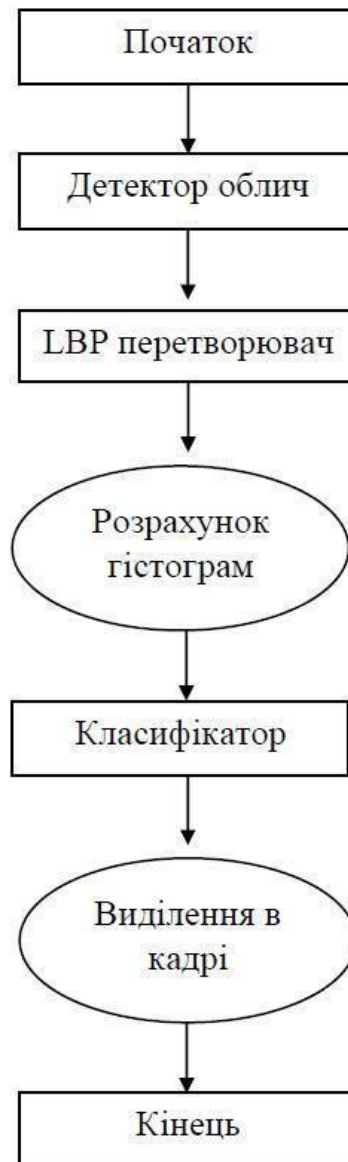 Початок
Детектор облич
LBP перетворювач
Розрахунок
гістограм
Класифікатор
Виділення в
кадрі
Кінець